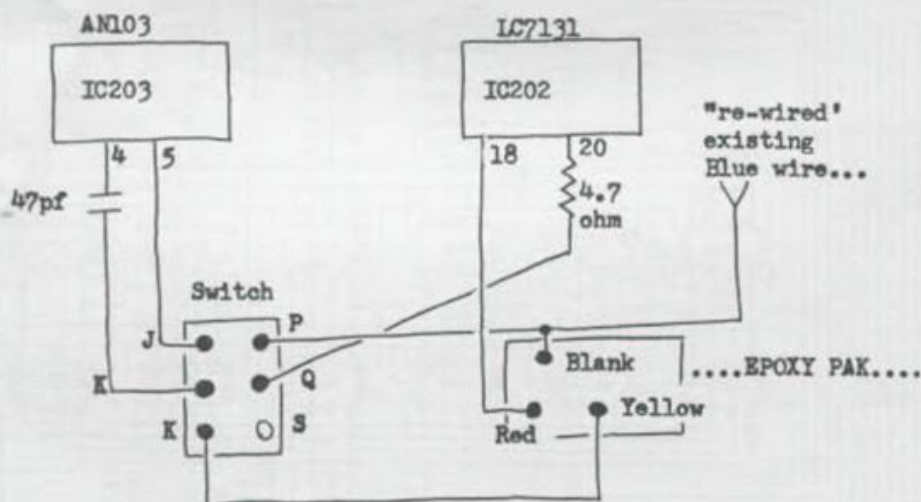 AN103
LC7131
IC203
IC202
"re-wired'
existing
Blue wire...
4
5
18
20
47pf
4.7
ohm
Switch
J
P
Blank
....EPOXY PAK....
K
Q
Yellow
K
S
Red